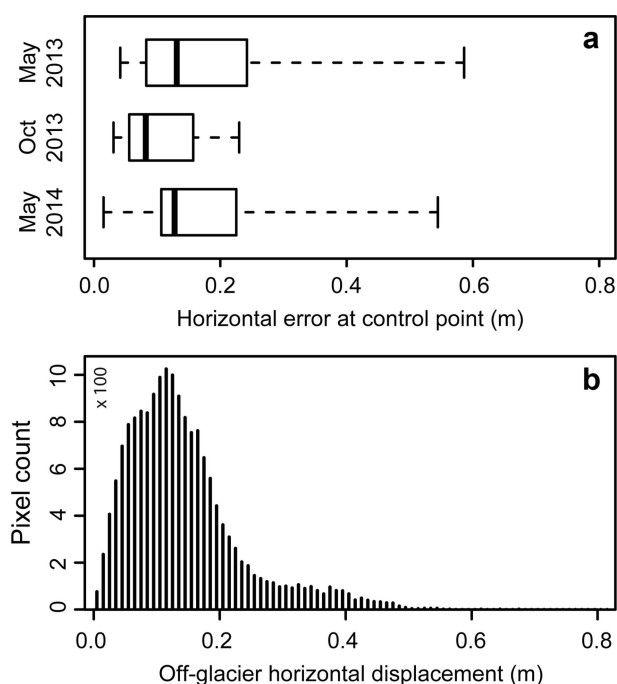 a
May
2013
Oct
2013
May
2014
0.0 0.2 0.4 0.6 0.8
Horizontal error at control point (m)
b
x 100
10
8
6
4
2
0
Pixel count
0.0 0.2 0.4 0.6 0.8
Off-glacier horizontal displacement (m)